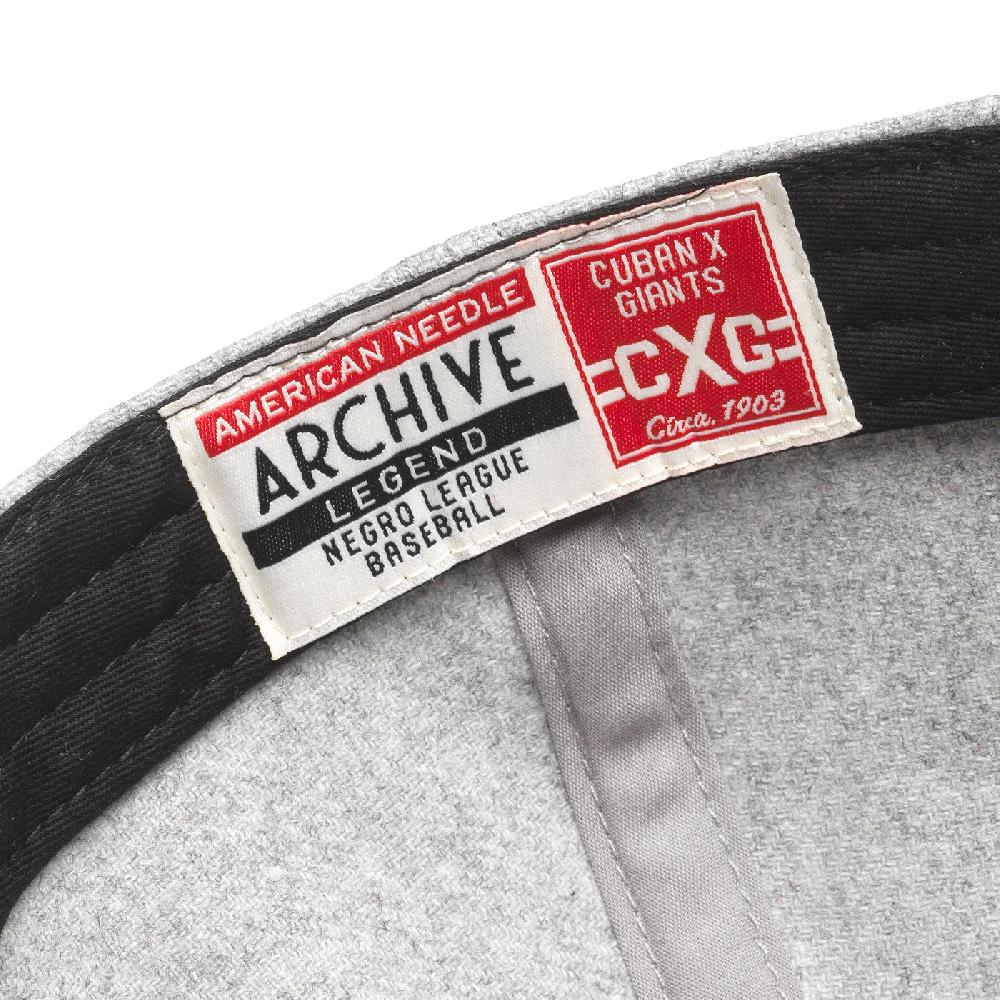 AMERICAN NEEDLE
ARCHIVE
LEGEND
NEGRO LEAGUE
BASEBALL
CUBAN X
GIANTS
CXG
Circa. 1903